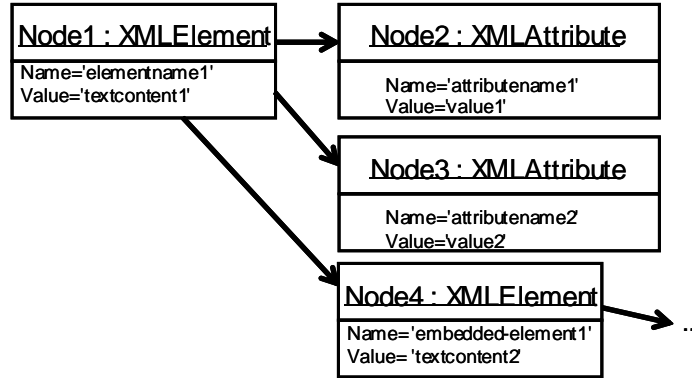 Node1 : XMLElement
Name='elementname1'
Value='textcontent1'
Node2 : XMLAttribute
Name='attributename1'
Value='value1'
Node3 : XMLAttribute
Name='attributename2'
Value='value2'
Node4 : XMLElement
Name='embedded-element1'
Value= 'textcontent2'
..